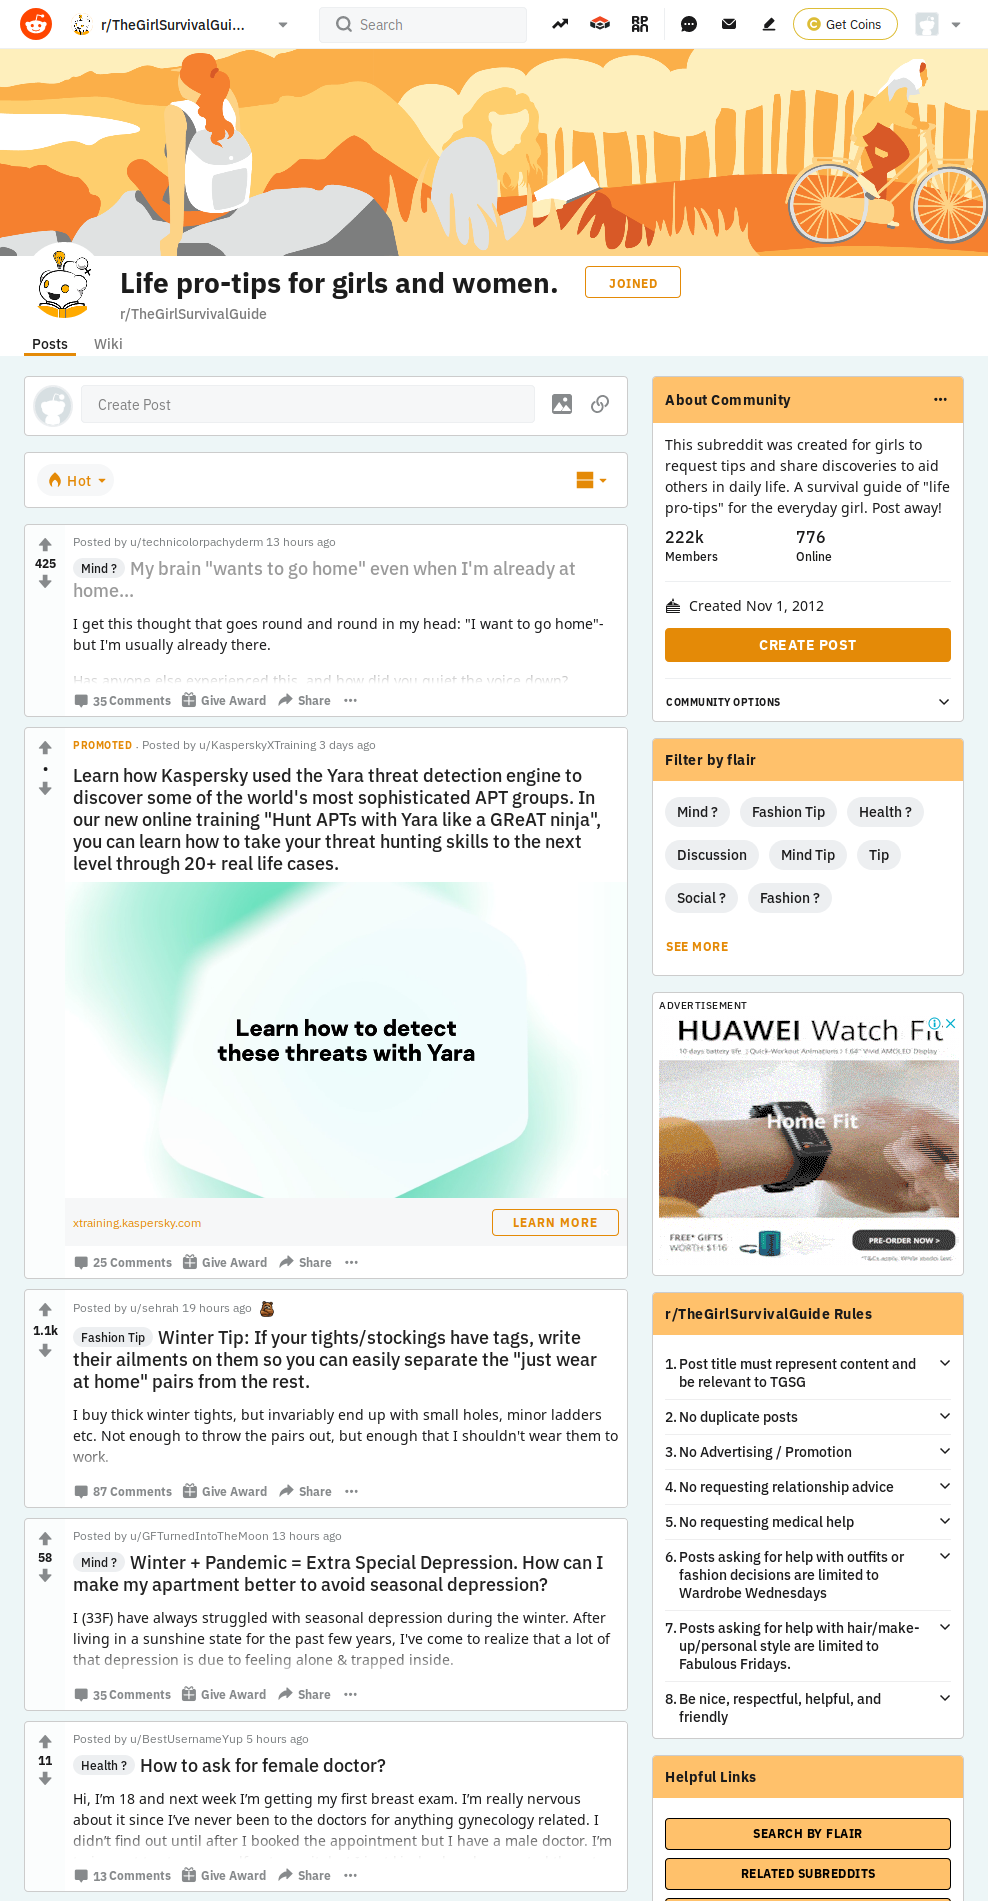 r/TheGirlSurvivalGui...
Search
Get Coins
Life pro-tips for girls and women.
JOINED
r/TheGirlSurvivalGuide
Posts
Wiki
Create Post
Hot
Posted by u/technicolorpachyderm 13 hours ago
425
Mind ? My brain "wants to go home" even when I'm already at
home...
I get this thought that goes round and round in my head: "I want to go home"-
but I'm usually already there.
Has anyone else experienced this, and how did you quiet the voice down?
35 Comments Give Award Share
PROMOTED · Posted by u/KasperskyXTraining 3 days ago
Learn how Kaspersky used the Yara threat detection engine to
discover some of the world's most sophisticated APT groups. In
our new online training "Hunt APTs with Yara like a GReAT ninja",
you can learn how to take your threat hunting skills to the next
level through 20+ real life cases.
Learn how to detect
these threats with Yara
xtraining.kaspersky.com
LEARN MORE
25 Comments Give Award Share
Posted by u/sehrah 19 hours ago
1.1k
Fashion Tip Winter Tip: If your tights/stockings have tags, write
their ailments on them so you can easily separate the "just wear
at home" pairs from the rest.
I buy thick winter tights, but invariably end up with small holes, minor ladders
etc. Not enough to throw the pairs out, but enough that I shouldn't wear them to
work.
87 Comments Give Award Share
Posted by u/GFTurnedIntoTheMoon 13 hours ago
58
Mind ? Winter + Pandemic = Extra Special Depression. How can I
make my apartment better to avoid seasonal depression?
I (33F) have always struggled with seasonal depression during the winter. After
living in a sunshine state for the past few years, I've come to realize that a lot of
that depression is due to feeling alone & trapped inside.
35 Comments Give Award Share
Posted by u/BestUsernameYup 5 hours ago
11
Health ? How to ask for female doctor?
Hi, I'm 18 and next week I'm getting my first breast exam. I'm really nervous
about it since I've never been to the doctors for anything gynecology related. I
didn't find out until after I booked the appointment but I have a male doctor. I'm
13 Comments Give Award Share
About Community
This subreddit was created for girls to
request tips and share discoveries to aid
others in daily life. A survival guide of "life
pro-tips" for the everyday girl. Post away!
222k 776
Members Online
Created Nov 1, 2012
CREATE POST
COMMUNITY OPTIONS
Filter by flair
Mind ? Fashion Tip Health ?
Discussion Mind Tip Tip
Social ? Fashion ?
SEE MORE
ADVERTISEMENT
HUAWEI Watch Fit
10 days battery life. | Quick-Workout Animations | 1.64" Vivid AMOLED Display
Home Fit
FREE* GIFTS
WORTH $116
PRE-ORDER NOW >
*T&Cs apply. While stocks last.
r/TheGirlSurvivalGuide Rules
1. Post title must represent content and
be relevant to TGSG
2. No duplicate posts
3. No Advertising / Promotion
4. No requesting relationship advice
5. No requesting medical help
6. Posts asking for help with outfits or
fashion decisions are limited to
Wardrobe Wednesdays
7. Posts asking for help with hair/make-
up/personal style are limited to
Fabulous Fridays.
8. Be nice, respectful, helpful, and
friendly
Helpful Links
SEARCH BY FLAIR
RELATED SUBREDDITS